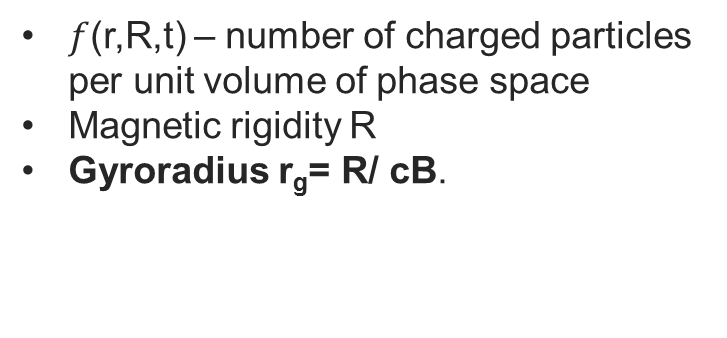 • f(r,R,t) – number of charged particles
per unit volume of phase space
• Magnetic rigidity R
• Gyroradius rg= R/ cB.